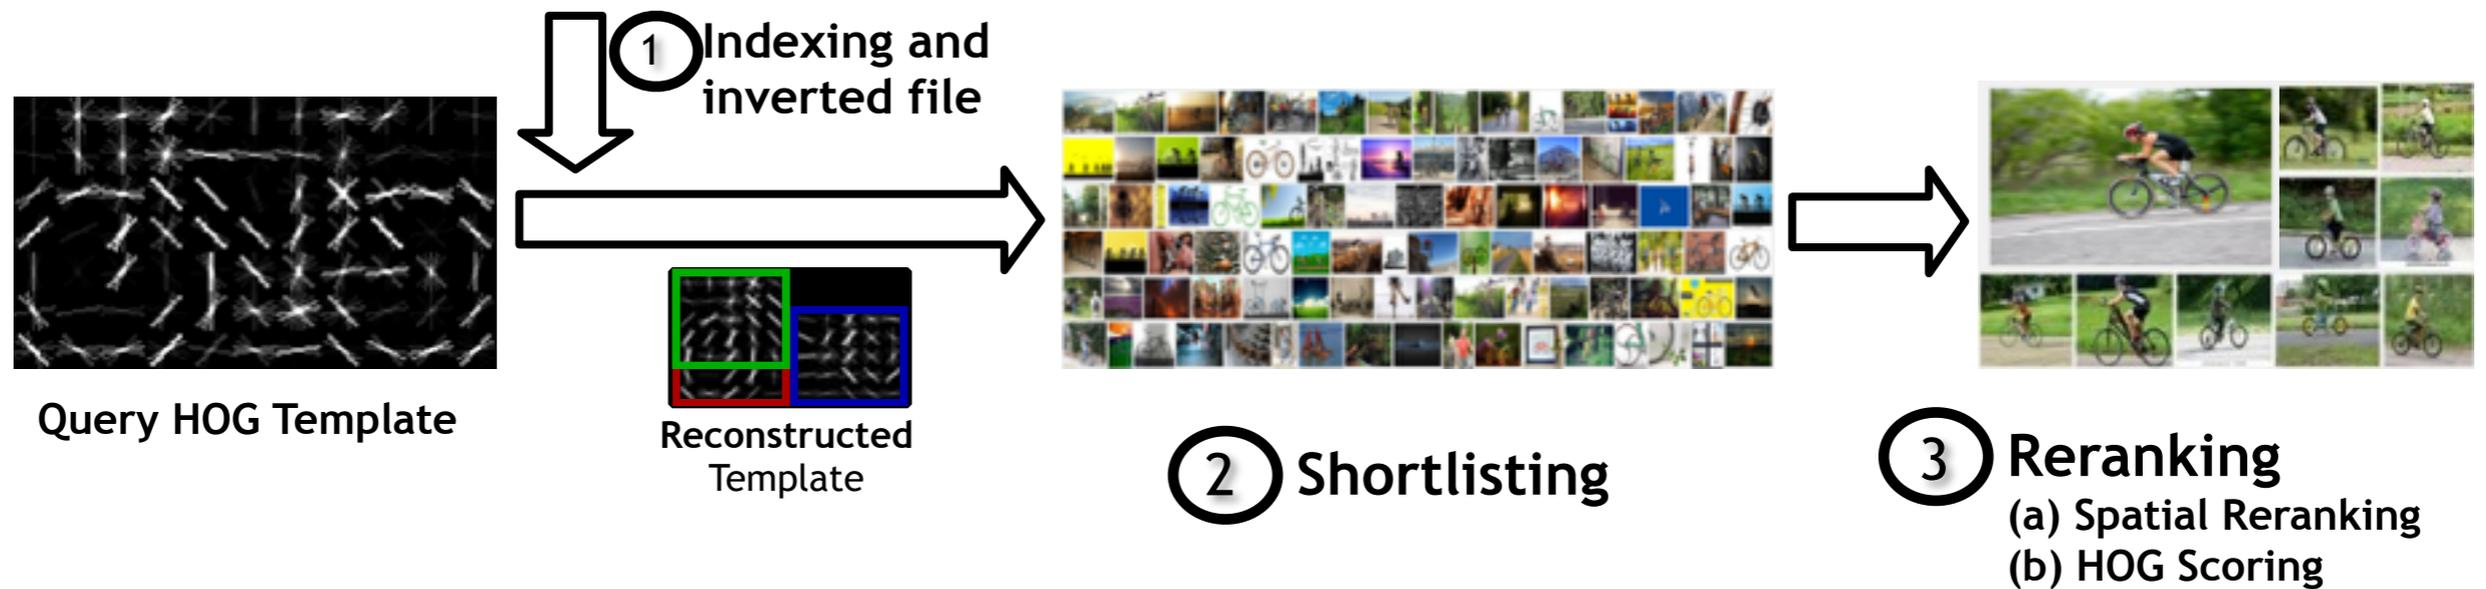 1
Indexing and
inverted file
Query HOG Template
Reconstructed
Template
2 Shortlisting
3 Reranking
(a) Spatial Reranking
(b) HOG Scoring